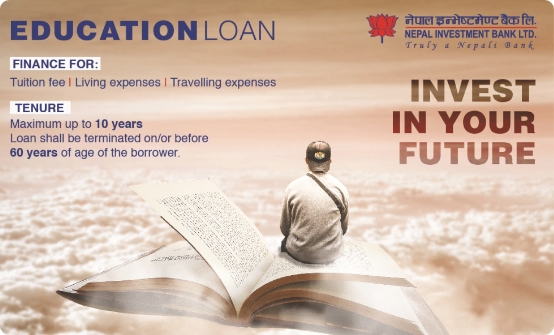 EDUCATION LOAN
नेपाल इन्भेष्टमेण्ट बैंक लि.
NEPAL INVESTMENT BANK LTD.
Truly a Nepali Bank
FINANCE FOR:
Tuition fee | Living expenses | Travelling expenses
TENURE
Maximum up to 10 years
Loan shall be terminated on/or before
60 years of age of the borrower.
INVEST
IN YOUR
FUTURE